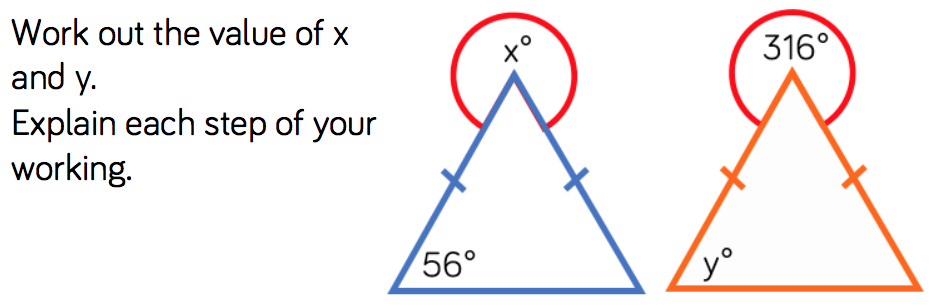 Work out the value of x
and y.
Explain each step of your
working.
x°
56°
316°
y°